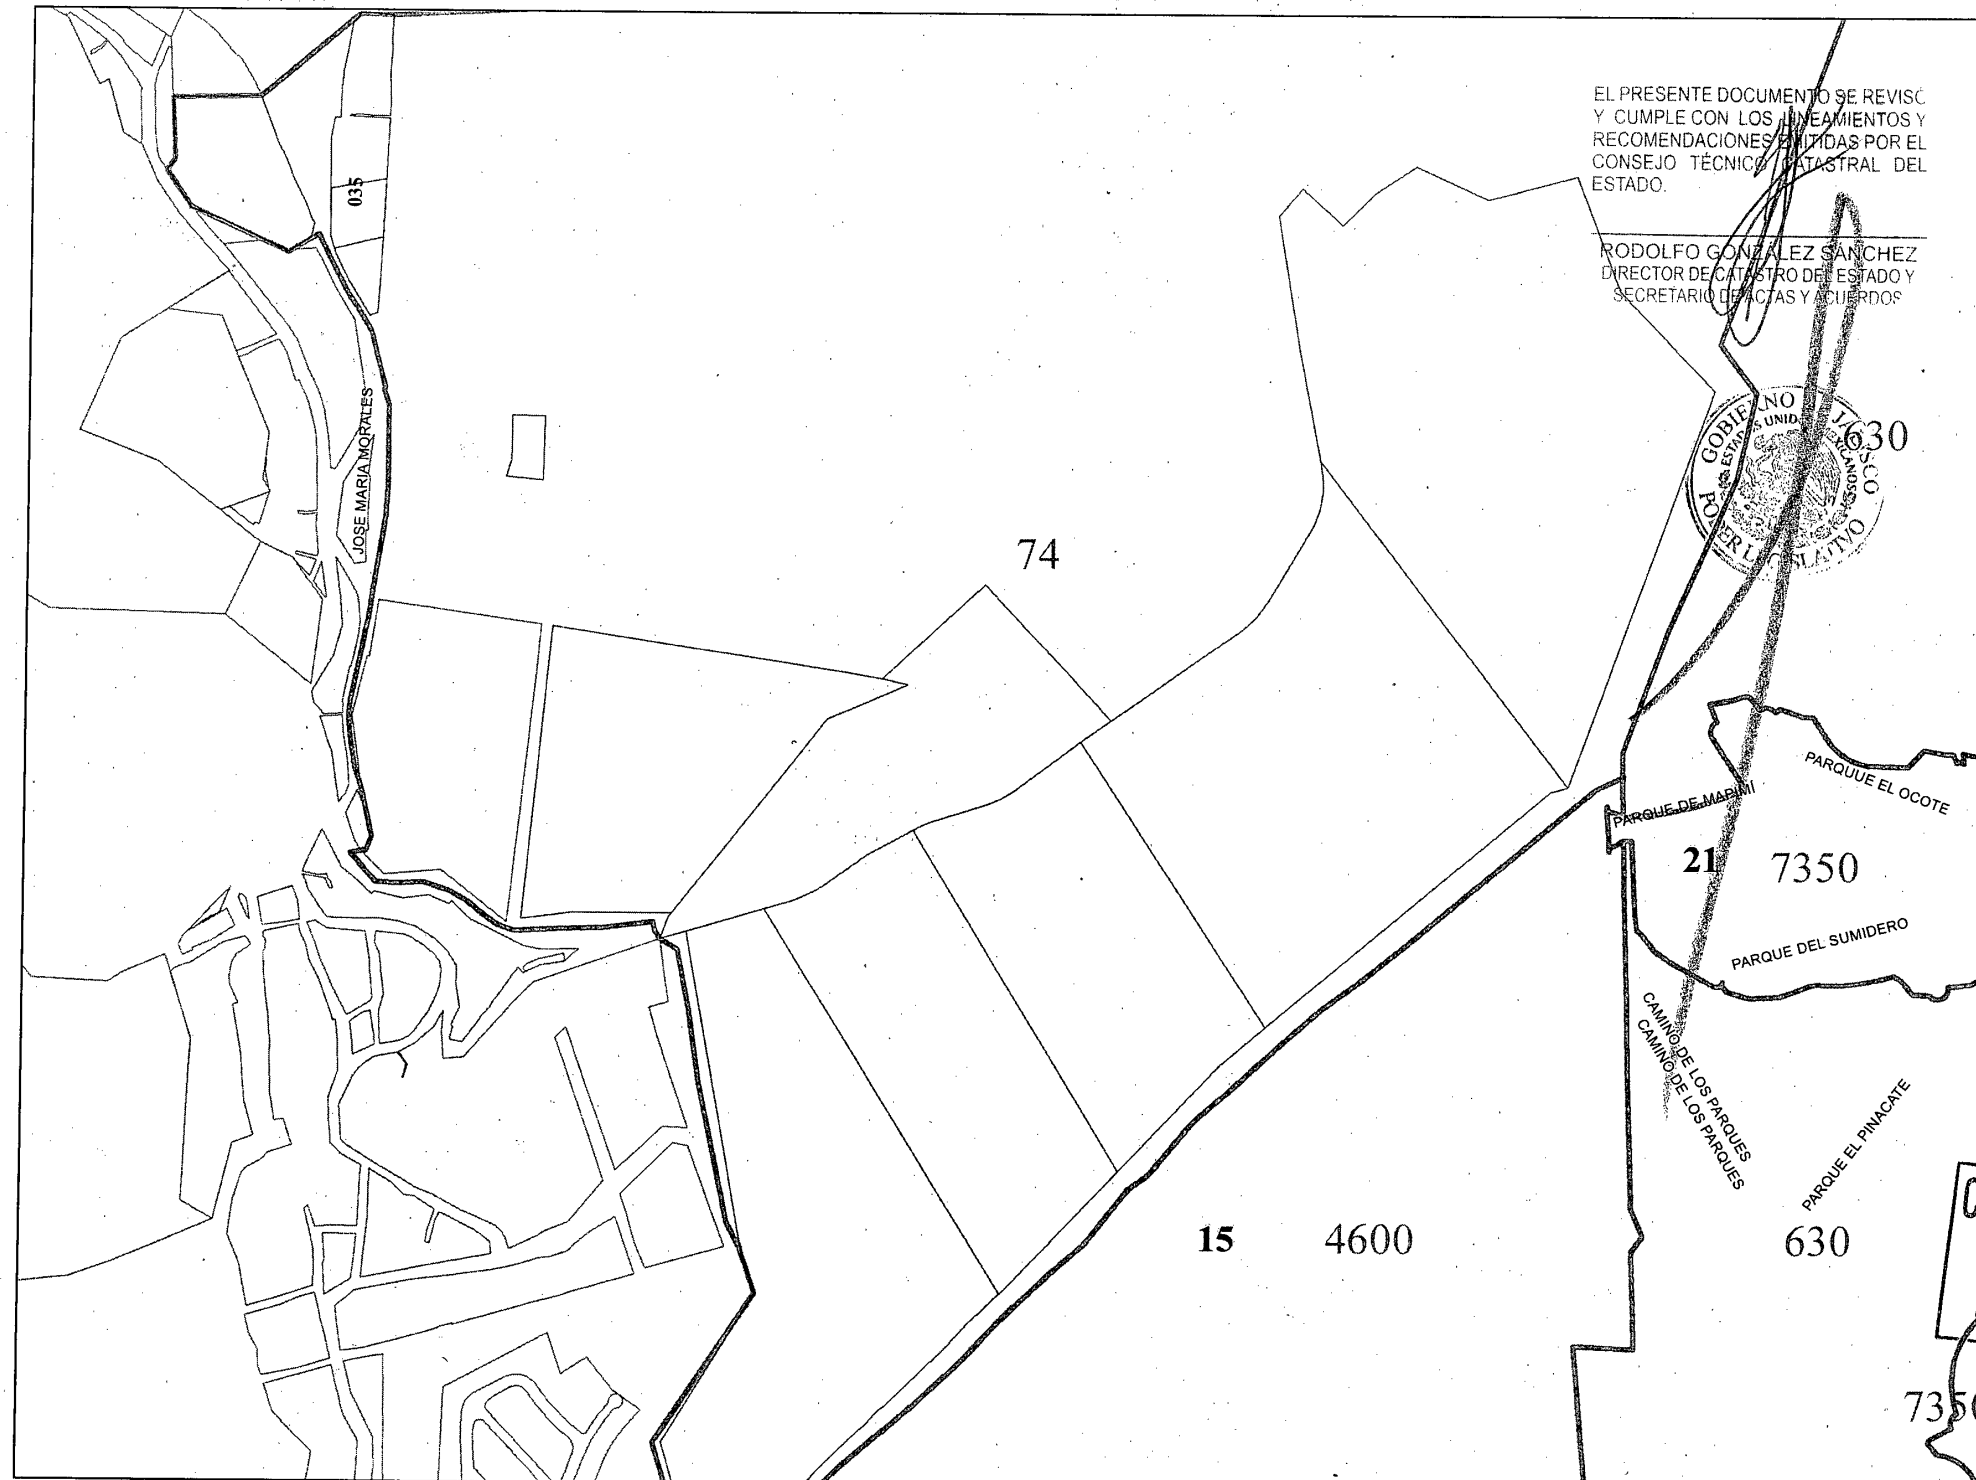 EL PRESENTE DOCUMENTO SE REVISÓ
Y CUMPLE CON LOS LINEAMIENTOS Y
RECOMENDACIONES EMITIDAS POR EL
CONSEJO TÉCNICO CATASTRAL DEL
ESTADO.
RODOLFO GONZÁLEZ SÁNCHEZ
DIRECTOR DE CATASTRO DEL ESTADO Y
SECRETARIO DE ACTAS Y ACUERDOS
035
JOSE MARIA MORALES
GOBIERNO JALISCO
ESTADOS UNIDOS MEXICANOS
PODER LEGISLATIVO
630
74
PARQUUE EL OCOTE
PARQUE DE MAPIMÍ
21
7350
PARQUE DEL SUMIDERO
CAMINO DE LOS PARQUES
CAMINO DE LOS PARQUES
PARQUE EL PINACATE
15
4600
630
7350